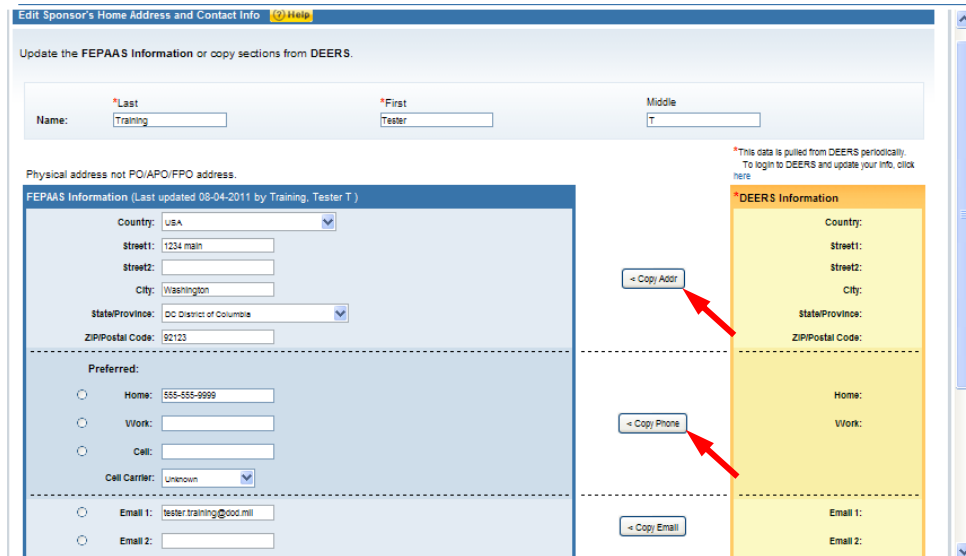 Edit Sponsor's Home Address and Contact Info (?) Help
Update the FEPAAS Information or copy sections from DEERS.
*Last *First Middle
Name: Training Tester T
*This data is pulled from DEERS periodically.
To login to DEERS and update your info, click
here
Physical address not PO/APO/FPO address.
FEPAAS Information (Last updated 08-04-2011 by Training, Tester T ) *DEERS Information
Country: USA Country:
Street1: 1234 main Street1:
Street2: Street2:
< Copy Addr
City: Washington City:
State/Province: DC District of Columbia State/Province:
ZIP/Postal Code: 92123 ZIP/Postal Code:
Preferred:
Home: 555-555-9999 Home:
Work: < Copy Phone Work:
Cell:
Cell Carrier: Unknown
Email 1: tester.training@dod.mil Email 1:
< Copy Email
Email 2: Email 2: